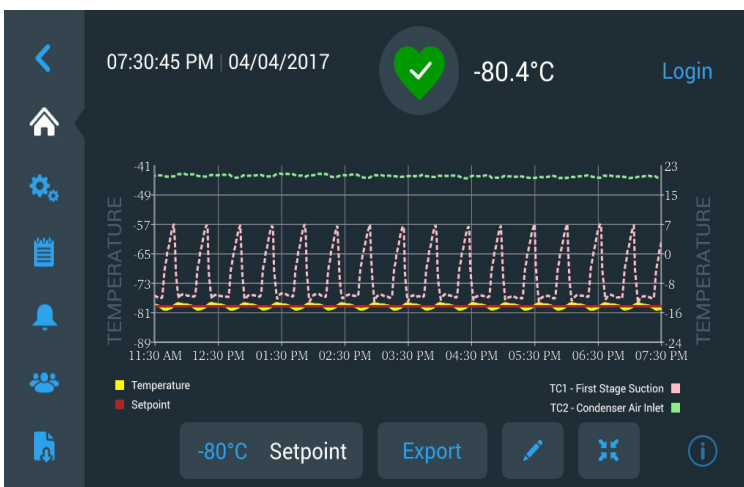 07:30:45 PM | 04/04/2017
-80.4°C
Login
TEMPERATURE
-41
-49
-57
-65
-73
-81
-89
23
15
7
0
-8
-16
-24
TEMPERATURE
11:30 AM 12:30 PM 01:30 PM 02:30 PM 03:30 PM 04:30 PM 05:30 PM 06:30 PM 07:30 PM
Temperature
Setpoint
TC1 - First Stage Suction
TC2 - Condenser Air Inlet
-80°C Setpoint
Export